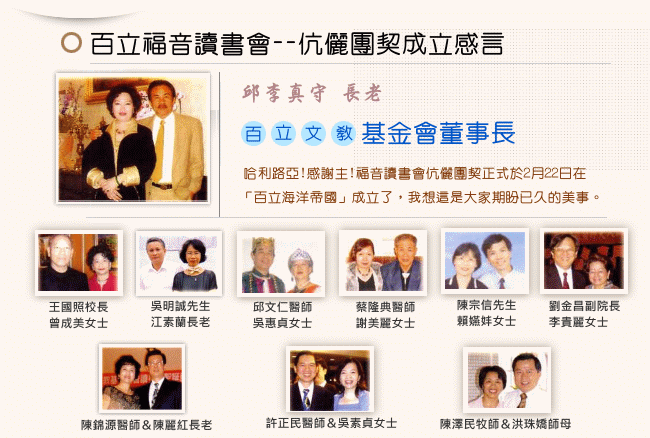 百立福音讀書會--伉儷團契成立感言
邱李真守 長老
百立文教基金會董事長
哈利路亞!感謝主!福音讀書會伉儷團契正式於2月22日在
「百立海洋帝國」成立了，我想這是大家期盼已久的美事。
王國照校長
曾成美女士
吳明誠先生
江素蘭長老
邱文仁醫師
吳惠貞女士
蔡隆典醫師
謝美麗女士
陳宗信先生
賴嬿妦女士
劉金昌副院長
李貴麗女士
陳錦源醫師＆陳麗紅長老
許正民醫師＆吳素貞女士
陳澤民牧師＆洪珠嬌師母